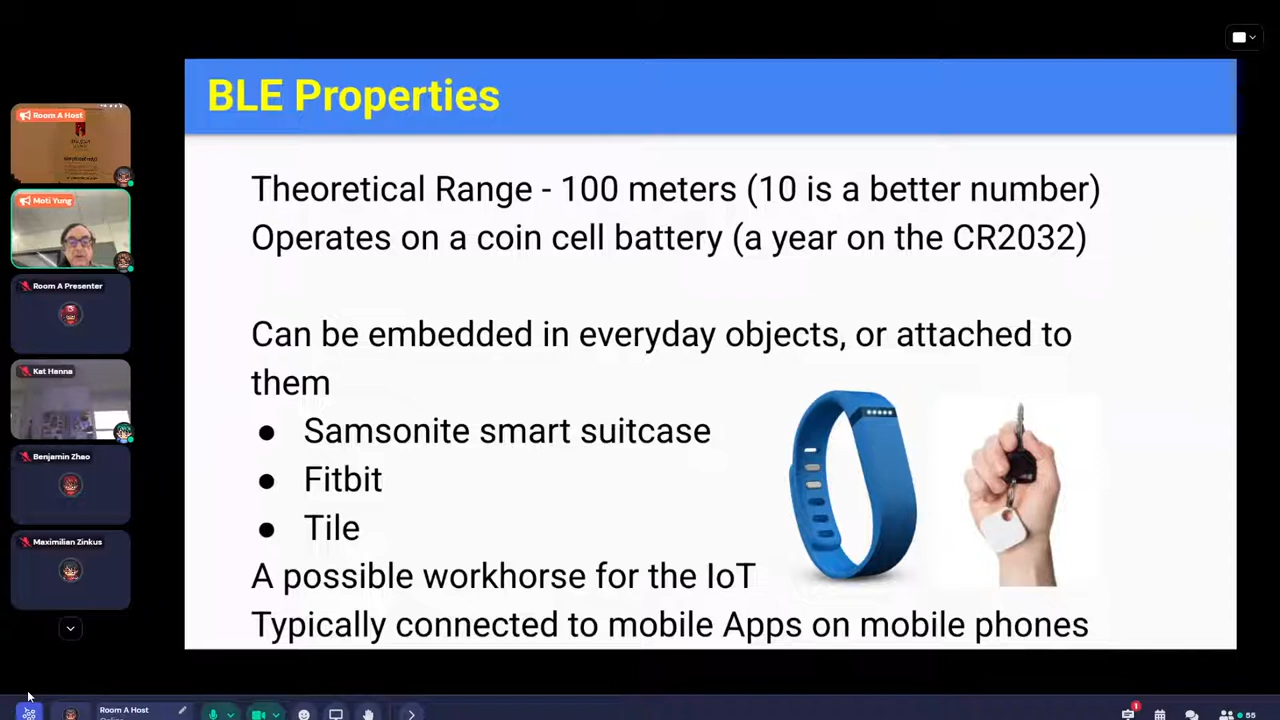 BLE Properties
Theoretical Range - 100 meters (10 is a better number)
Operates on a coin cell battery (a year on the CR2032)
Can be embedded in everyday objects, or attached to
them
● Samsonite smart suitcase
● Fitbit
● Tile
A possible workhorse for the IoT
Typically connected to mobile Apps on mobile phones
Room A Host
Moti Yung
Room A Presenter
Kat Hanna
Benjamin Zhao
Maximilian Zinkus
Room A Host
1
55